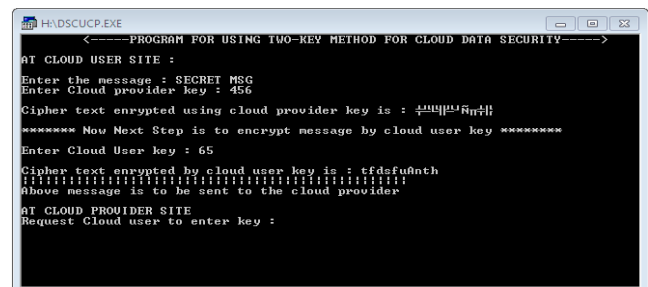 H:\DSCUCP.EXE
<-----PROGRAM FOR USING TWO-KEY METHOD FOR CLOUD DATA SECURITY----->
AT CLOUD USER SITE :
Enter the message : SECRET MSG
Enter Cloud provider key : 456
Cipher text enrypted using cloud provider key is :
******* Now Next Step is to encrypt message by cloud user key ********
Enter Cloud User key : 65
Cipher text enrypted by cloud user key is : tfdsfuAnth
Above message is to be sent to the cloud provider
AT CLOUD PROVIDER SITE
Request Cloud user to enter key :